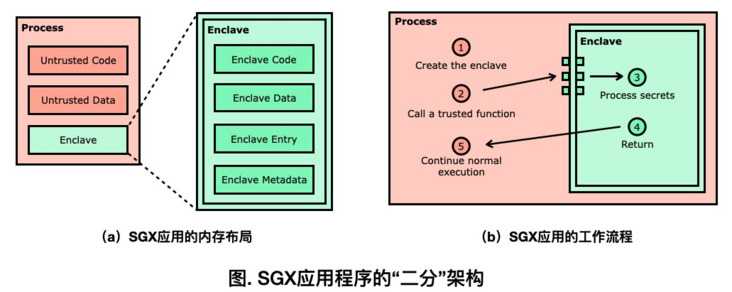 Process
Untrusted Code
Untrusted Data
Enclave
Enclave
Enclave Code
Enclave Data
Enclave Entry
Enclave Metadata
（a）SGX应用的内存布局
Process
1
Create the enclave
2
Call a trusted function
5
Continue normal
execution
Enclave
3
Process secrets
4
Return
（b）SGX应用的工作流程
图. SGX应用程序的“二分”架构